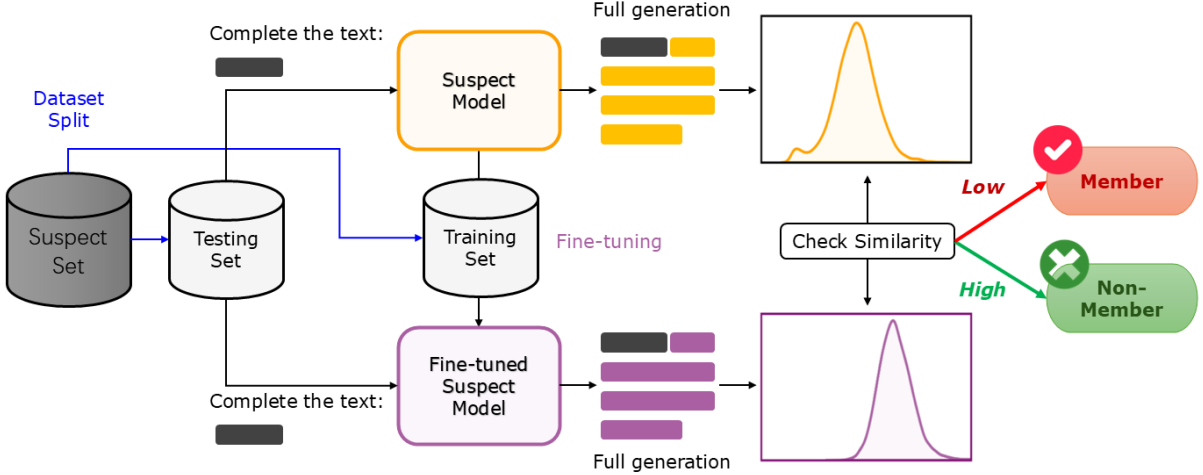 Complete the text:
Full generation
Dataset
Split
Suspect
Model
Suspect
Set
Testing
Set
Training
Set
Fine-tuning
Check Similarity
Low
Member
High
Non-
Member
Fine-tuned
Suspect
Model
Complete the text:
Full generation